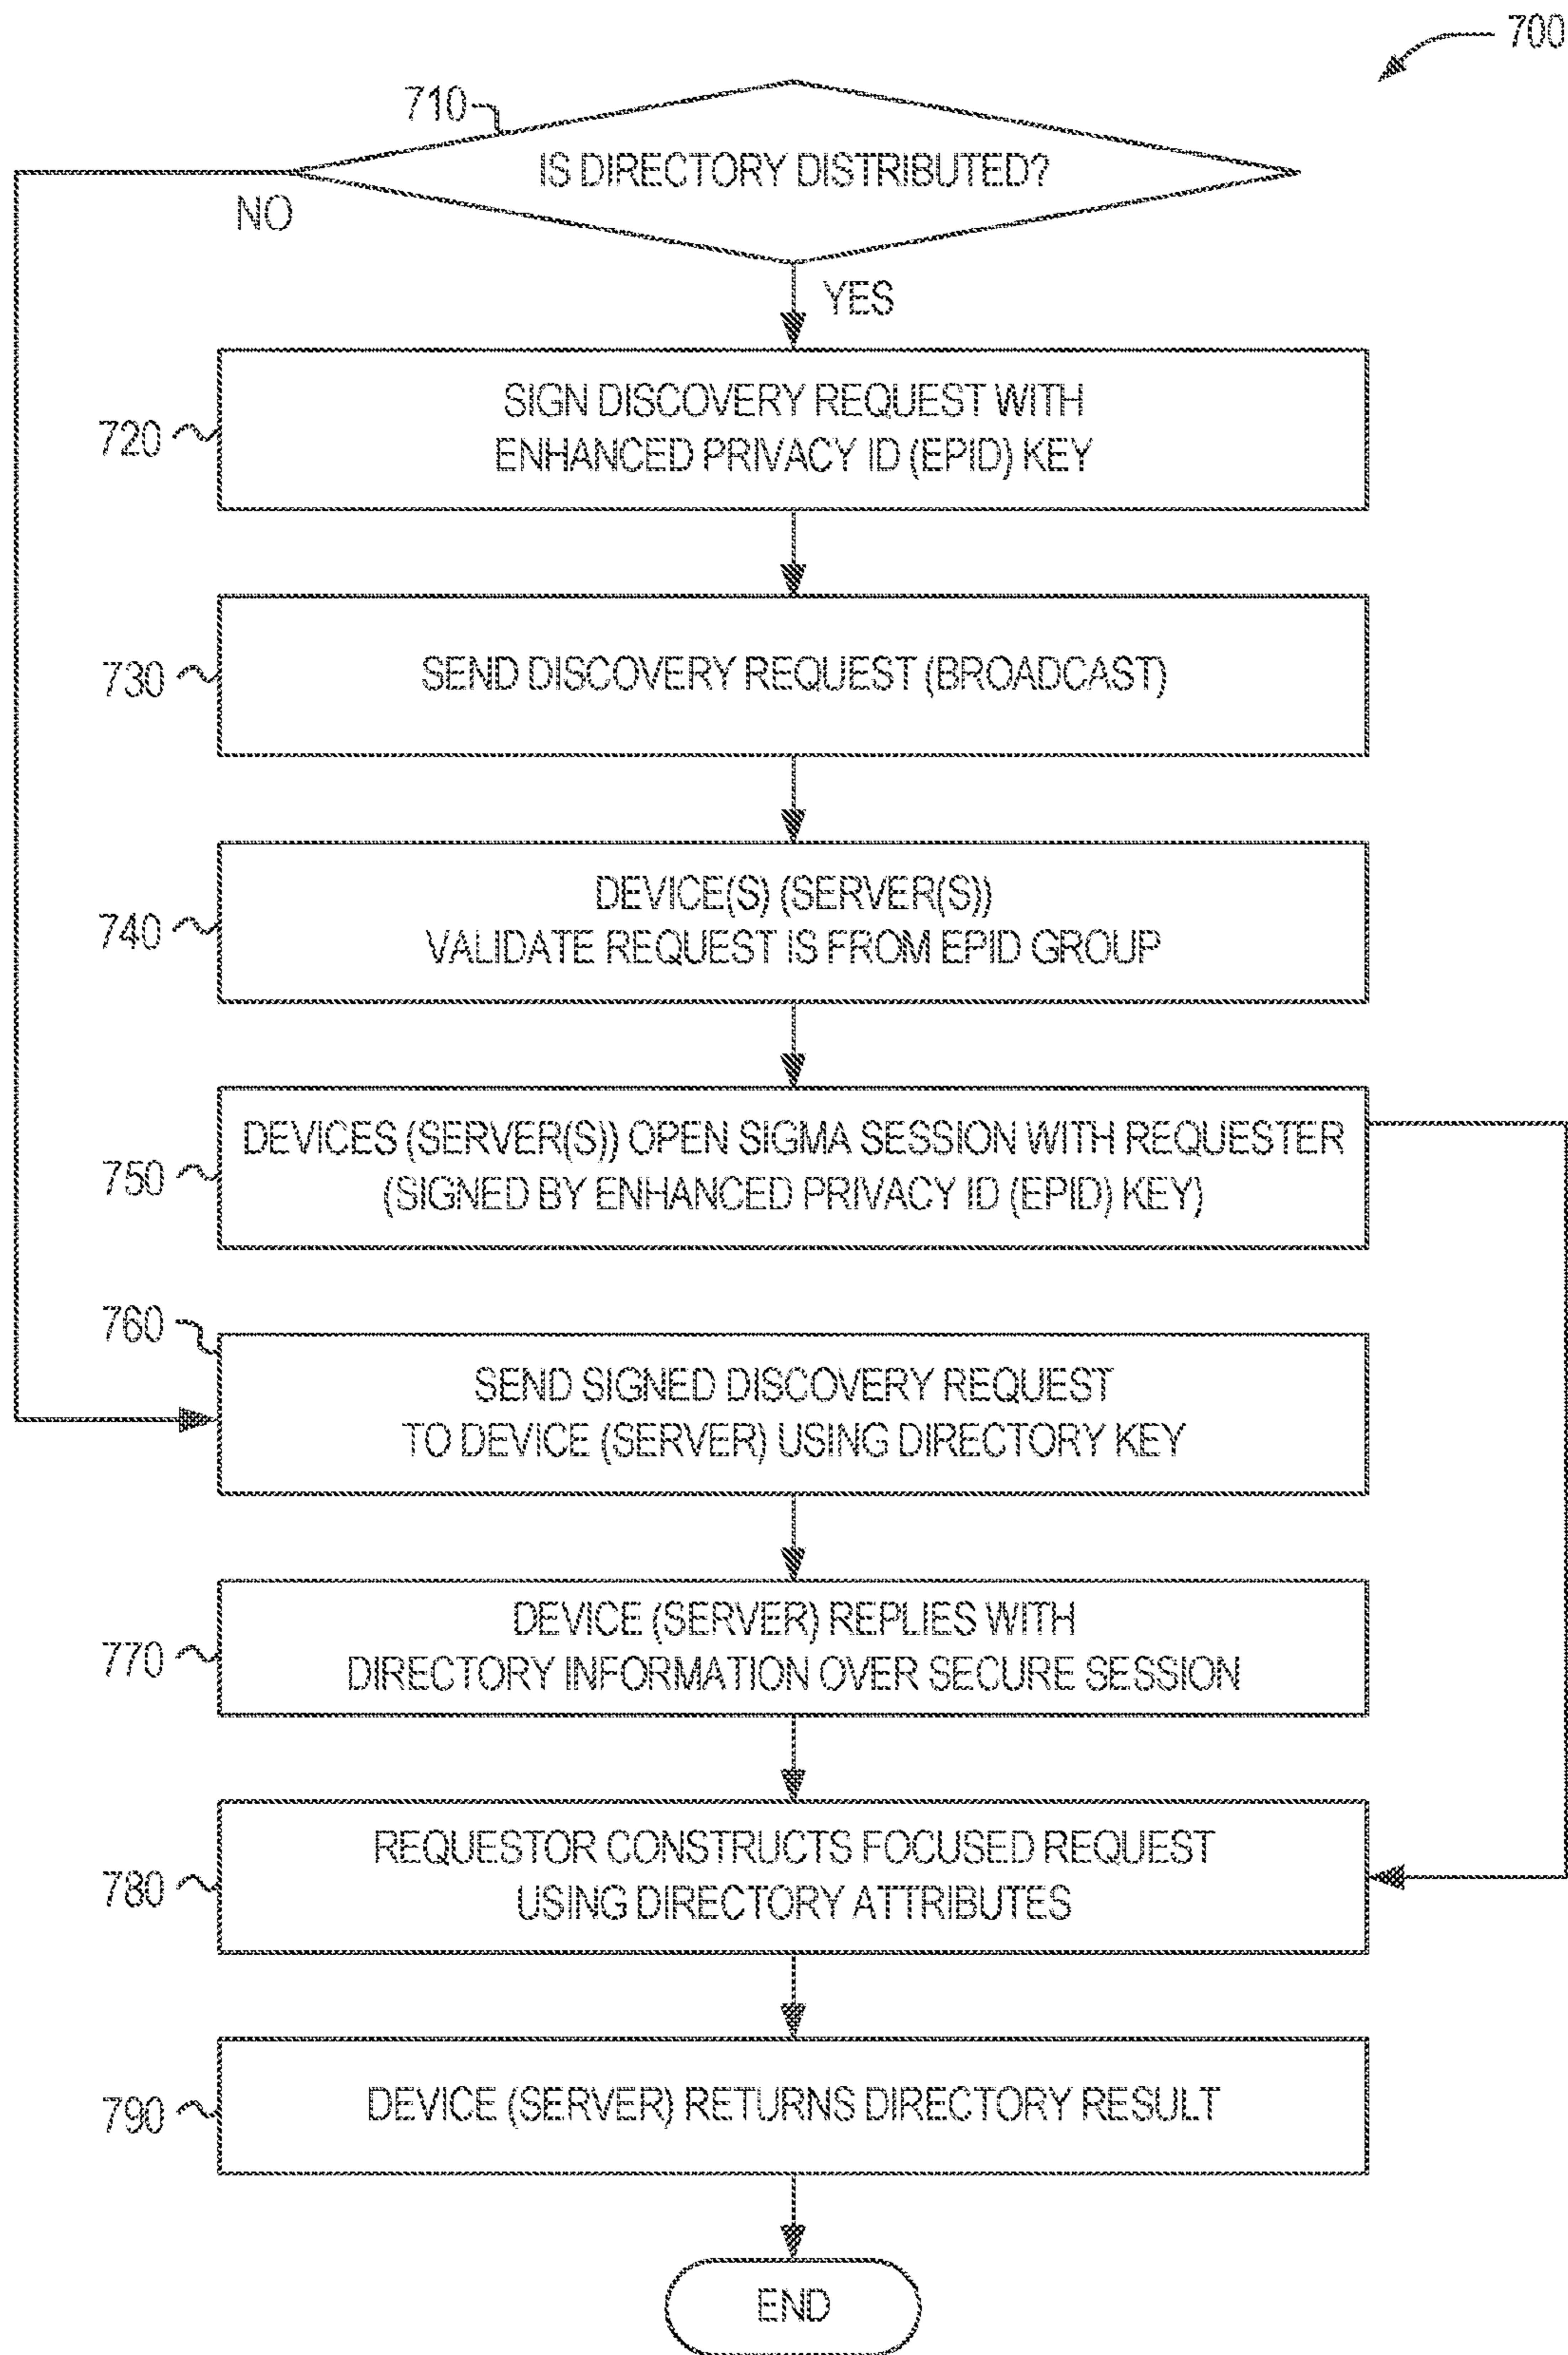 700
710
IS DIRECTORY DISTRIBUTED?
NO
YES
720
SIGN DISCOVERY REQUEST WITH
ENHANCED PRIVACY ID (EPID) KEY
730
SEND DISCOVERY REQUEST (BROADCAST)
740
DEVICE(S) (SERVER(S))
VALIDATE REQUEST IS FROM EPID GROUP
750
DEVICES (SERVER(S)) OPEN SIGMA SESSION WITH REQUESTER
(SIGNED BY ENHANCED PRIVACY ID (EPID) KEY)
760
SEND SIGNED DISCOVERY REQUEST
TO DEVICE (SERVER) USING DIRECTORY KEY
770
DEVICE (SERVER) REPLIES WITH
DIRECTORY INFORMATION OVER SECURE SESSION
780
REQUESTOR CONSTRUCTS FOCUSED REQUEST
USING DIRECTORY ATTRIBUTES
790
DEVICE (SERVER) RETURNS DIRECTORY RESULT
END